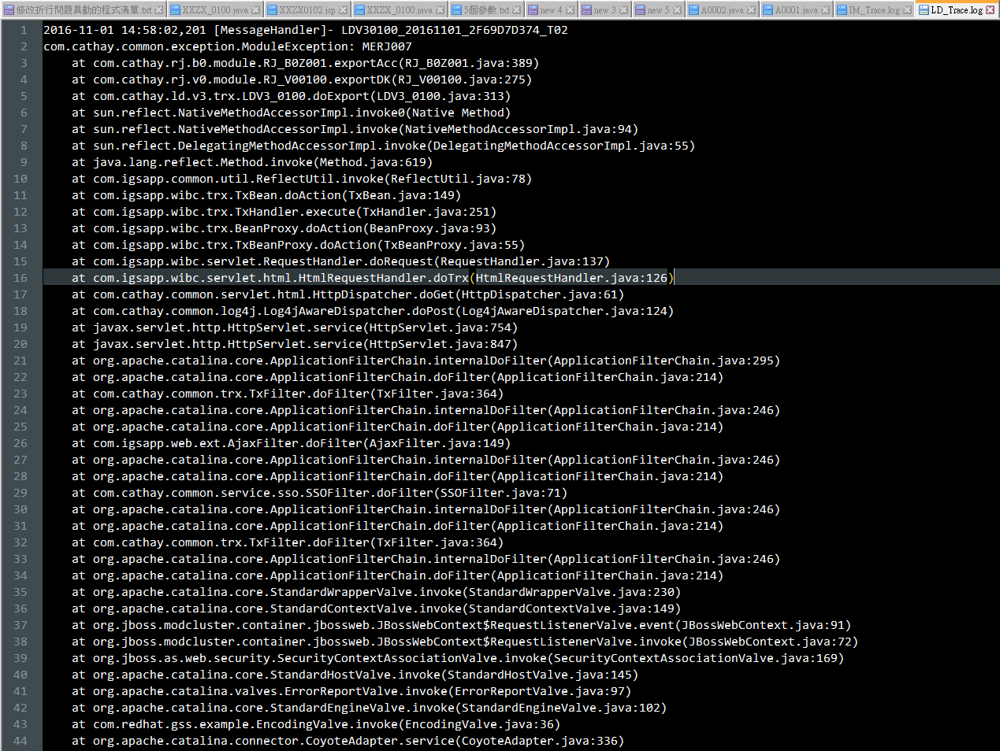 修改折行問題異動的程式清單.txt XXZX_0100.java XXZX0102.jsp XXZX_0100.java 5個參數.txt new 4 new 3 new 5 A0002.java A0001.java IM_Trace.log LD_Trace.log
1 2016-11-01 14:58:02,201 [MessageHandler]- LDV30100_20161101_2F69D7D374_T02
2 com.cathay.common.exception.ModuleException: MERJ007
3 at com.cathay.rj.b0.module.RJ_B0Z001.exportAcc(RJ_B0Z001.java:389)
4 at com.cathay.rj.v0.module.RJ_V00100.exportDK(RJ_V00100.java:275)
5 at com.cathay.ld.v3.trx.LDV3_0100.doExport(LDV3_0100.java:313)
6 at sun.reflect.NativeMethodAccessorImpl.invoke0(Native Method)
7 at sun.reflect.NativeMethodAccessorImpl.invoke(NativeMethodAccessorImpl.java:94)
8 at sun.reflect.DelegatingMethodAccessorImpl.invoke(DelegatingMethodAccessorImpl.java:55)
9 at java.lang.reflect.Method.invoke(Method.java:619)
10 at com.igsapp.common.util.ReflectUtil.invoke(ReflectUtil.java:78)
11 at com.igsapp.wibc.trx.TxBean.doAction(TxBean.java:149)
12 at com.igsapp.wibc.trx.TxHandler.execute(TxHandler.java:251)
13 at com.igsapp.wibc.trx.BeanProxy.doAction(BeanProxy.java:93)
14 at com.igsapp.wibc.trx.TxBeanProxy.doAction(TxBeanProxy.java:55)
15 at com.igsapp.wibc.servlet.RequestHandler.doRequest(RequestHandler.java:137)
16 at com.igsapp.wibc.servlet.html.HtmlRequestHandler.doTrx(HtmlRequestHandler.java:126)
17 at com.cathay.common.servlet.html.HttpDispatcher.doGet(HttpDispatcher.java:61)
18 at com.cathay.common.log4j.Log4jAwareDispatcher.doPost(Log4jAwareDispatcher.java:124)
19 at javax.servlet.http.HttpServlet.service(HttpServlet.java:754)
20 at javax.servlet.http.HttpServlet.service(HttpServlet.java:847)
21 at org.apache.catalina.core.ApplicationFilterChain.internalDoFilter(ApplicationFilterChain.java:295)
22 at org.apache.catalina.core.ApplicationFilterChain.doFilter(ApplicationFilterChain.java:214)
23 at com.cathay.common.trx.TxFilter.doFilter(TxFilter.java:364)
24 at org.apache.catalina.core.ApplicationFilterChain.internalDoFilter(ApplicationFilterChain.java:246)
25 at org.apache.catalina.core.ApplicationFilterChain.doFilter(ApplicationFilterChain.java:214)
26 at com.igsapp.web.ext.AjaxFilter.doFilter(AjaxFilter.java:149)
27 at org.apache.catalina.core.ApplicationFilterChain.internalDoFilter(ApplicationFilterChain.java:246)
28 at org.apache.catalina.core.ApplicationFilterChain.doFilter(ApplicationFilterChain.java:214)
29 at com.cathay.common.service.sso.SSOFilter.doFilter(SSOFilter.java:71)
30 at org.apache.catalina.core.ApplicationFilterChain.internalDoFilter(ApplicationFilterChain.java:246)
31 at org.apache.catalina.core.ApplicationFilterChain.doFilter(ApplicationFilterChain.java:214)
32 at com.cathay.common.trx.TxFilter.doFilter(TxFilter.java:364)
33 at org.apache.catalina.core.ApplicationFilterChain.internalDoFilter(ApplicationFilterChain.java:246)
34 at org.apache.catalina.core.ApplicationFilterChain.doFilter(ApplicationFilterChain.java:214)
35 at org.apache.catalina.core.StandardWrapperValve.invoke(StandardWrapperValve.java:230)
36 at org.apache.catalina.core.StandardContextValve.invoke(StandardContextValve.java:149)
37 at org.jboss.modcluster.container.jbossweb.JBossWebContext$RequestListenerValve.event(JBossWebContext.java:91)
38 at org.jboss.modcluster.container.jbossweb.JBossWebContext$RequestListenerValve.invoke(JBossWebContext.java:72)
39 at org.jboss.as.web.security.SecurityContextAssociationValve.invoke(SecurityContextAssociationValve.java:169)
40 at org.apache.catalina.core.StandardHostValve.invoke(StandardHostValve.java:145)
41 at org.apache.catalina.valves.ErrorReportValve.invoke(ErrorReportValve.java:97)
42 at org.apache.catalina.core.StandardEngineValve.invoke(StandardEngineValve.java:102)
43 at com.redhat.gss.example.EncodingValve.invoke(EncodingValve.java:36)
44 at org.apache.catalina.connector.CoyoteAdapter.service(CoyoteAdapter.java:336)